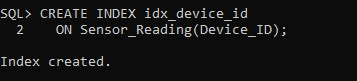 SQL> CREATE INDEX idx_device_id
  2     ON Sensor_Reading(Device_ID);
Index created.